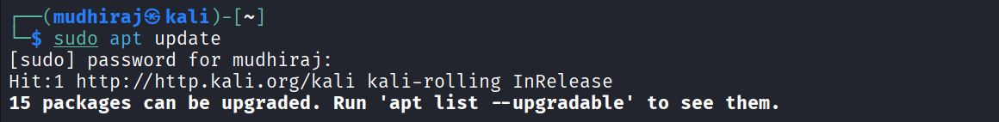 ┌──(mudhiraj㉿kali)-[~]
└─$ sudo apt update
[sudo] password for mudhiraj:
Hit:1 http://http.kali.org/kali kali-rolling InRelease
15 packages can be upgraded. Run 'apt list --upgradable' to see them.